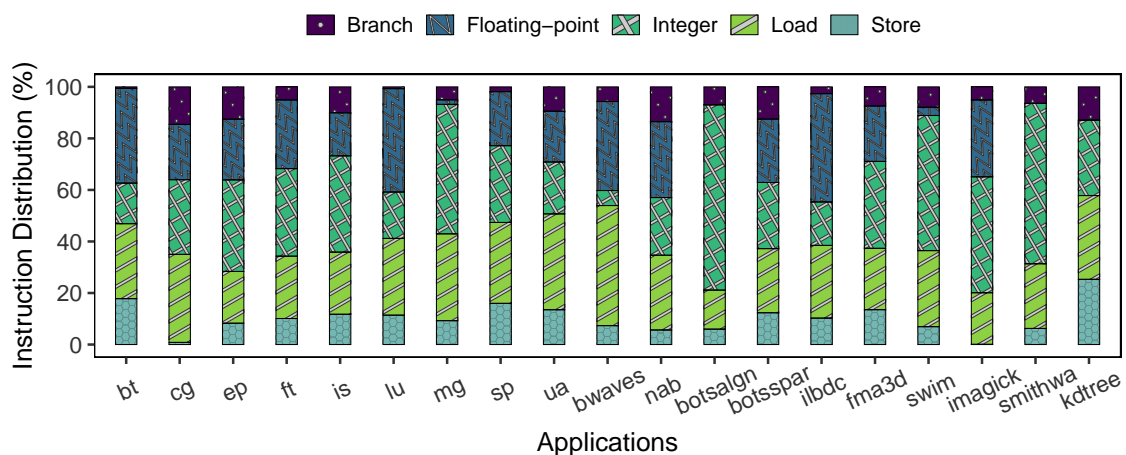 Branch Floating-point Integer Load Store
Instruction Distribution (%)
100
80
60
40
20
0
bt cg ep ft is lu mg sp ua bwaves nab botsalgn botsspar ilbdc fma3d swim imagick smithwa kdtree
Applications